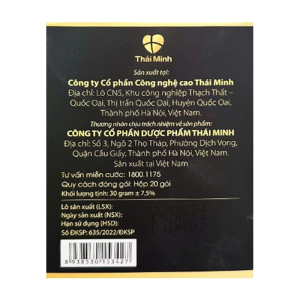 Thái Minh
Sản xuất tại:
Công ty Cổ phần Công nghệ cao Thái Minh
Địa chỉ: Lô CN5, Khu công nghiệp Thạch Thất –
Quốc Oai, Thị trấn Quốc Oai, Huyện Quốc Oai,
Thành phố Hà Nội, Việt Nam.
Thương nhân chịu trách nhiệm về sản phẩm:
CÔNG TY CỔ PHẦN DƯỢC PHẨM THÁI MINH
Địa chỉ: Số 3, Ngõ 2 Thọ Tháp, Phường Dịch Vọng,
Quận Cầu Giấy, Thành phố Hà Nội, Việt Nam.
Sản xuất tại Việt Nam
Tư vấn miễn cước: 1800.1175
Quy cách đóng gói: Hộp 20 gói
Khối lượng tịnh: 30 gram ± 7,5%
Lô sản xuất (LSX):
Ngày sản xuất (NSX):
Hạn sử dụng (HSD):
Số ĐKSP: 635/2022/ĐKSP
8 938530 153427